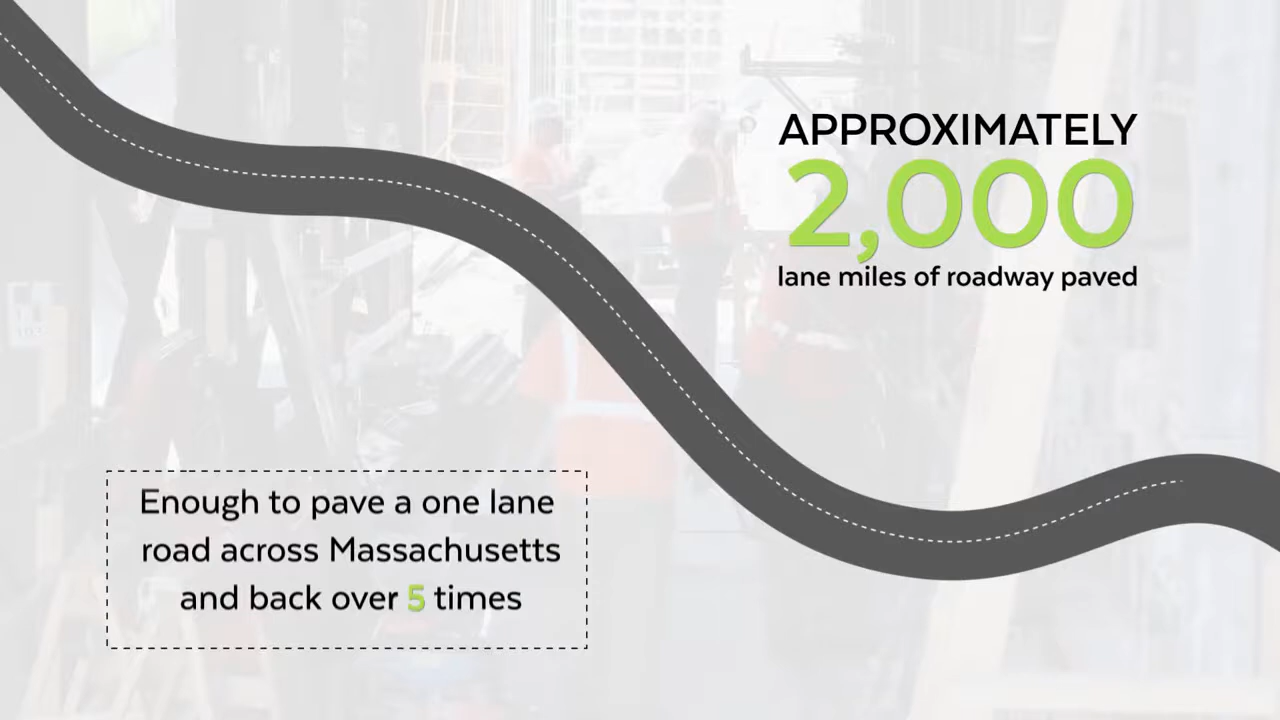 APPROXIMATELY
2,000
lane miles of roadway paved
Enough to pave a one lane
road across Massachusetts
and back over 5 times